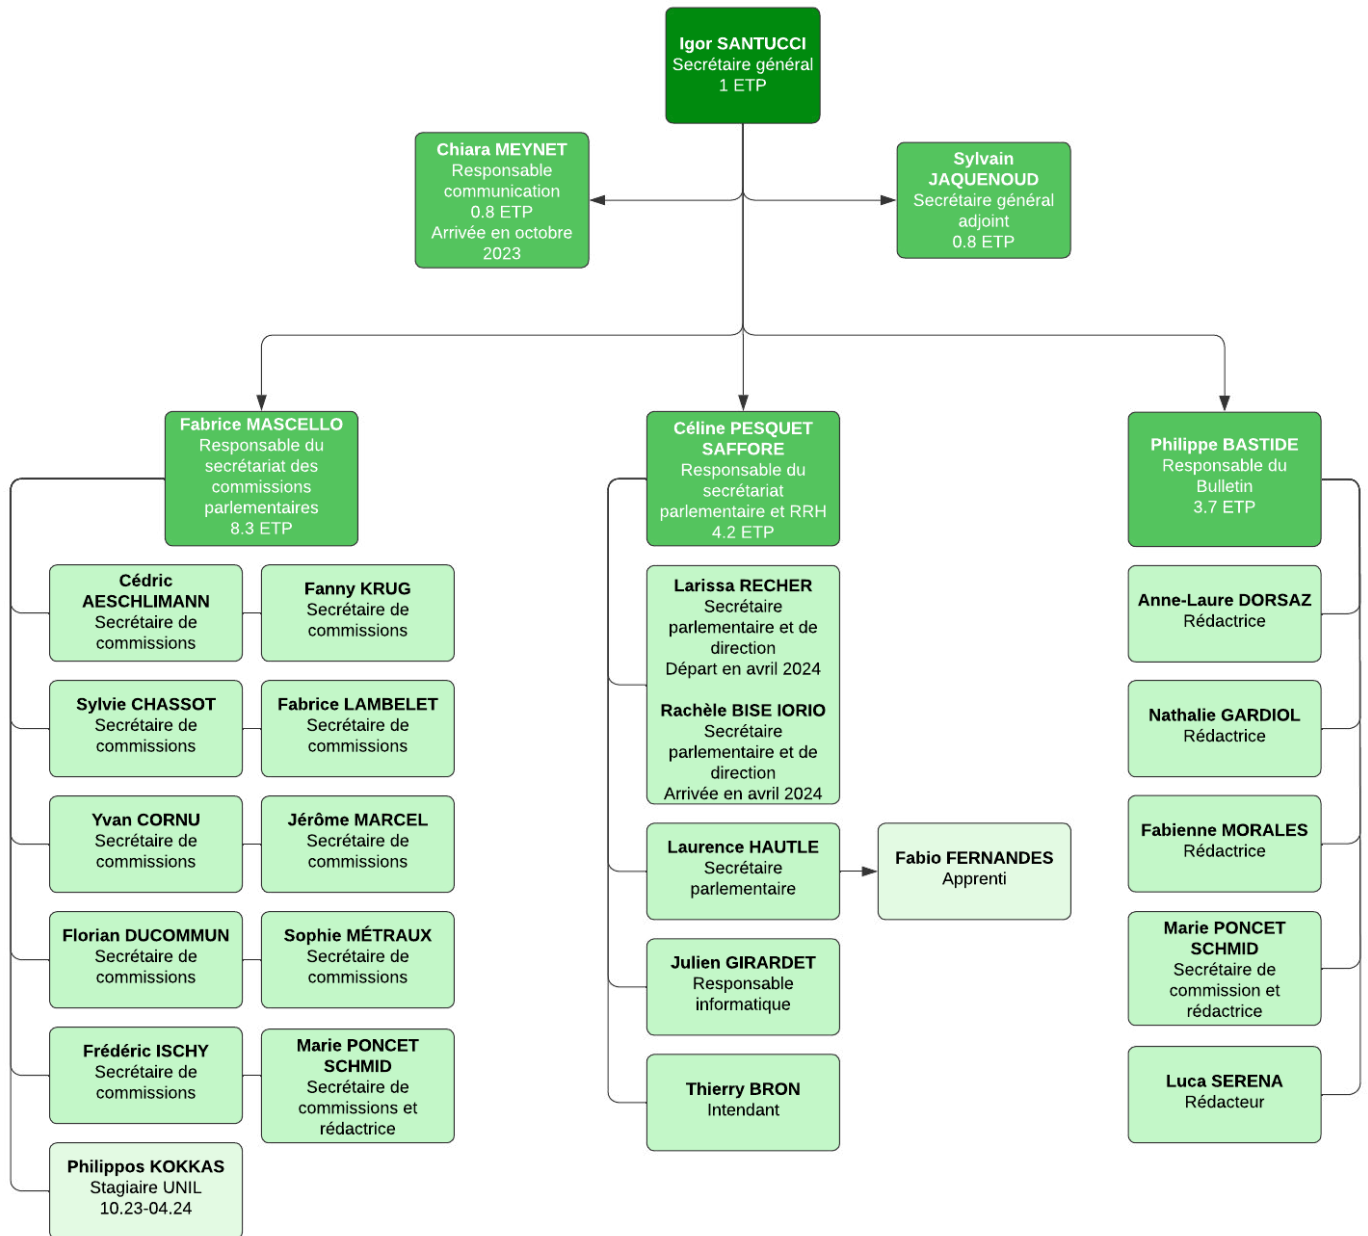 Igor SANTUCCI
Secrétaire général
1 ETP
Chiara MEYNET
Responsable
communication
0.8 ETP
Arrivée en octobre
2023
Sylvain
JAQUENOUD
Secrétaire général
adjoint
0.8 ETP
Fabrice MASCELLO
Responsable du
secrétariat des
commissions
parlementaires
8.3 ETP
Cédric
AESCHLIMANN
Secrétaire de
commissions
Fanny KRUG
Secrétaire de
commissions
Sylvie CHASSOT
Secrétaire de
commissions
Fabrice LAMBELET
Secrétaire de
commissions
Yvan CORNU
Secrétaire de
commissions
Jérôme MARCEL
Secrétaire de
commissions
Florian DUCOMMUN
Secrétaire de
commissions
Sophie MÉTRAUX
Secrétaire de
commissions
Frédéric ISCHY
Secrétaire de
commissions
Marie PONCET
SCHMID
Secrétaire de
commissions et
rédactrice
Philippos KOKKAS
Stagiaire UNIL
10.23-04.24
Céline PESQUET
SAFFORE
Responsable du
secrétariat
parlementaire et RRH
4.2 ETP
Larissa RECHER
Secrétaire
parlementaire et de
direction
Départ en avril 2024
Rachèle BISE IORIO
Secrétaire
parlementaire et de
direction
Arrivée en avril 2024
Laurence HAUTLE
Secrétaire
parlementaire
Fabio FERNANDES
Apprenti
Julien GIRARDET
Responsable
informatique
Thierry BRON
Intendant
Philippe BASTIDE
Responsable du
Bulletin
3.7 ETP
Anne-Laure DORSAZ
Rédactrice
Nathalie GARDIOL
Rédactrice
Fabienne MORALES
Rédactrice
Marie PONCET
SCHMID
Secrétaire de
commission et
rédactrice
Luca SERENA
Rédacteur